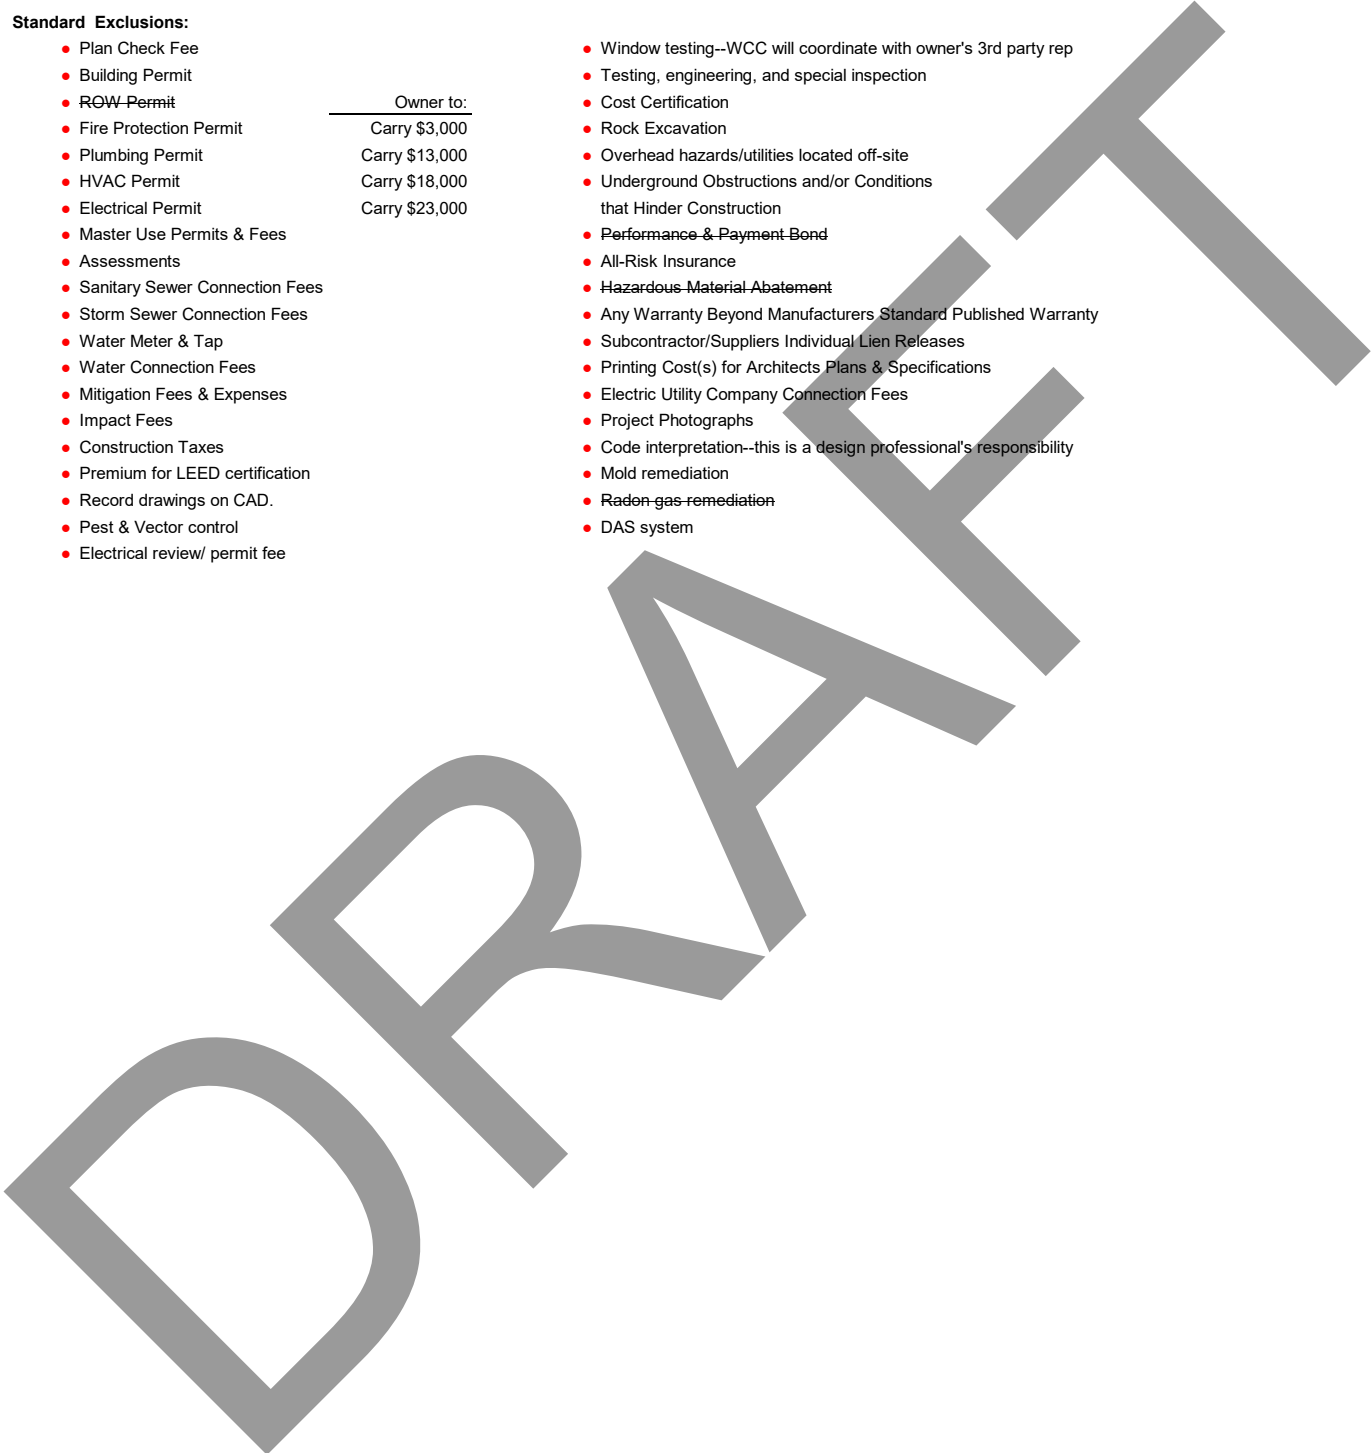 Standard Exclusions:
● Plan Check Fee
● Building Permit
● ROW Permit Owner to:
● Fire Protection Permit Carry $3,000
● Plumbing Permit Carry $13,000
● HVAC Permit Carry $18,000
● Electrical Permit Carry $23,000
● Master Use Permits & Fees
● Assessments
● Sanitary Sewer Connection Fees
● Storm Sewer Connection Fees
● Water Meter & Tap
● Water Connection Fees
● Mitigation Fees & Expenses
● Impact Fees
● Construction Taxes
● Premium for LEED certification
● Record drawings on CAD.
● Pest & Vector control
● Electrical review/ permit fee
● Window testing--WCC will coordinate with owner's 3rd party rep
● Testing, engineering, and special inspection
● Cost Certification
● Rock Excavation
● Overhead hazards/utilities located off-site
● Underground Obstructions and/or Conditions
that Hinder Construction
● Performance & Payment Bond
● All-Risk Insurance
● Hazardous Material Abatement
● Any Warranty Beyond Manufacturers Standard Published Warranty
● Subcontractor/Suppliers Individual Lien Releases
● Printing Cost(s) for Architects Plans & Specifications
● Electric Utility Company Connection Fees
● Project Photographs
● Code interpretation--this is a design professional's responsibility
● Mold remediation
● Radon gas remediation
● DAS system
DRAFT